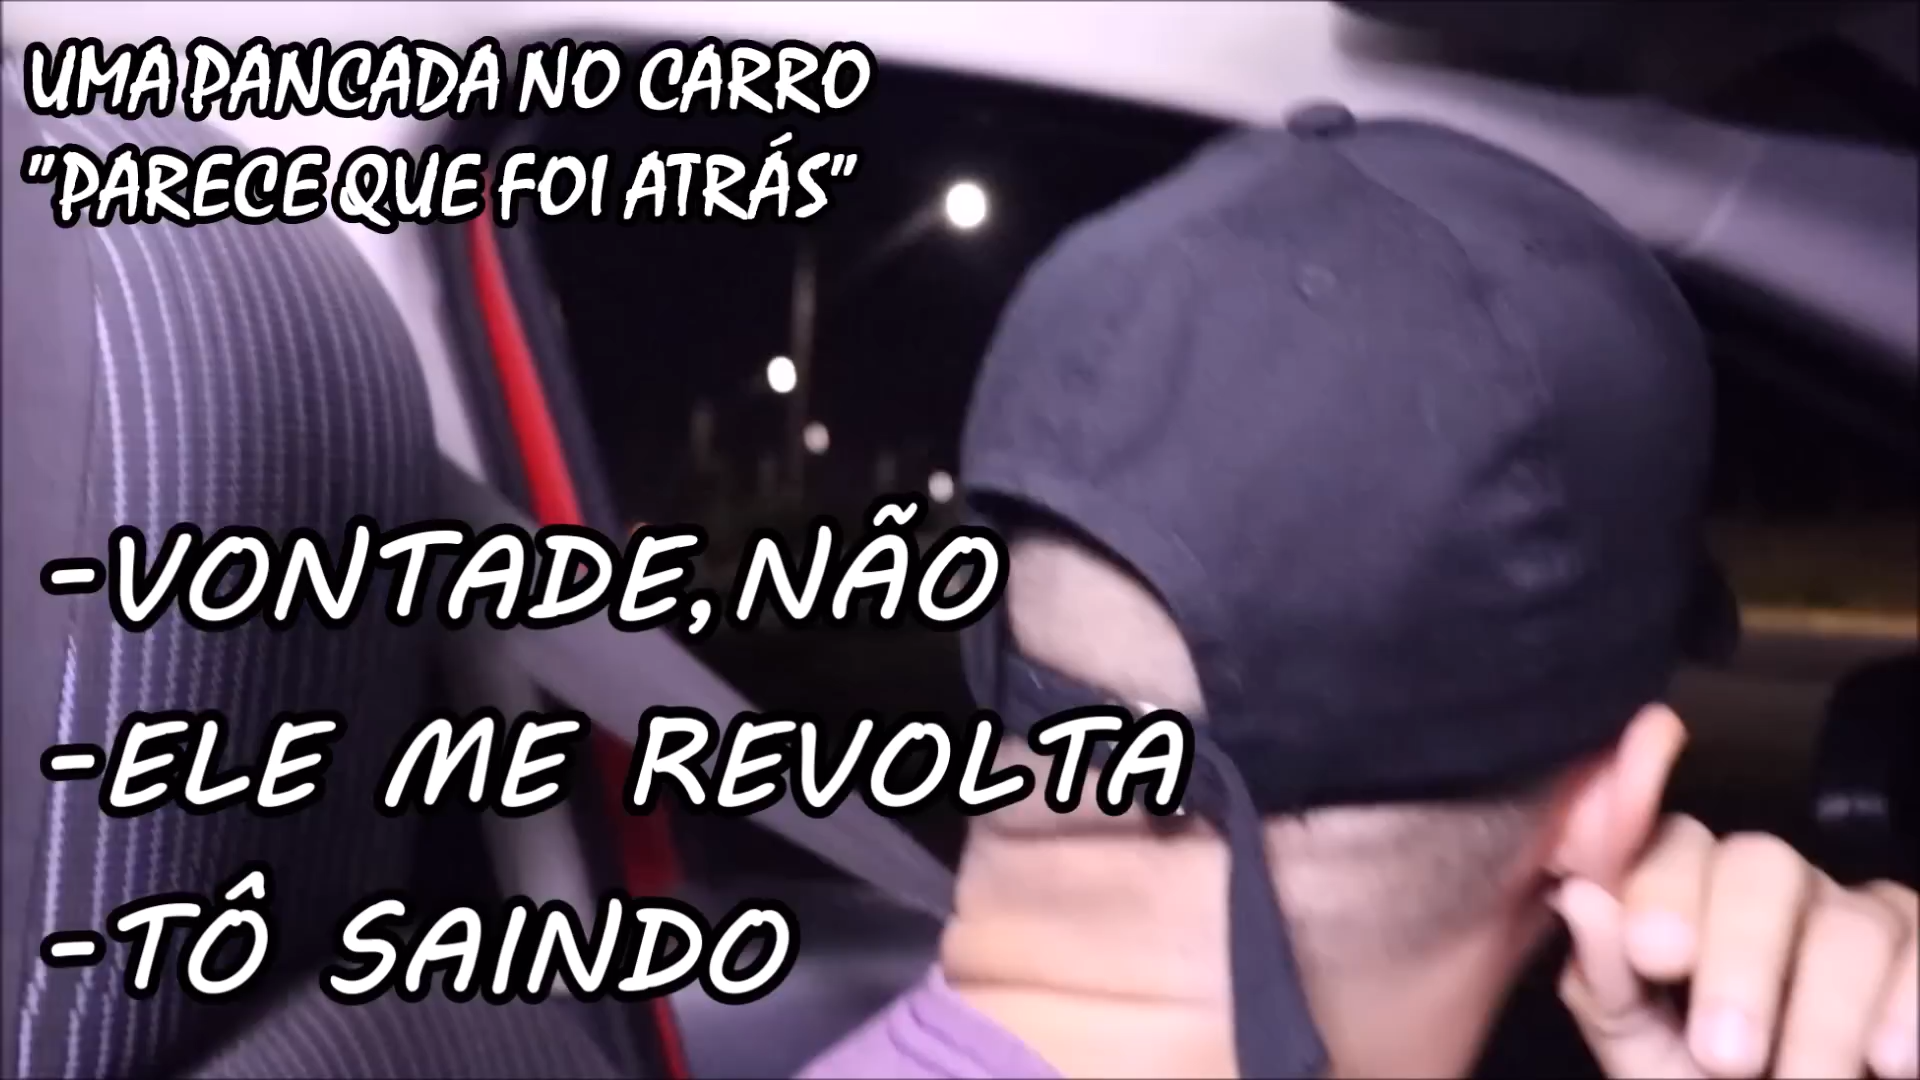 UMA PANCADA NO CARRO
"PARECE QUE FOI ATRÁS"
-VONTADE,NÃO
-ELE ME REVOLTA
-TÔ SAINDO